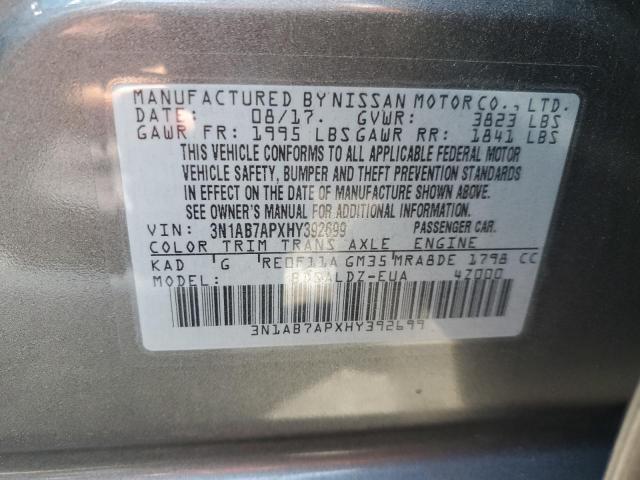 MANUFACTURED BY NISSAN MOTOR CO., LTD.
DATE: 08/17. GVWR: 3823 LBS
GAWR FR: 1995 LBS GAWR RR: 1841 LBS
THIS VEHICLE CONFORMS TO ALL APPLICABLE FEDERAL MOTOR
VEHICLE SAFETY, BUMPER AND THEFT PREVENTION STANDARDS
IN EFFECT ON THE DATE OF MANUFACTURE SHOWN ABOVE.
SEE OWNER'S MANUAL FOR ADDITIONAL INFORMATION.
VIN: 3N1AB7APXHY392699 PASSENGER CAR.
COLOR TRIM TRANS AXLE ENGINE
KAD G RE0F11A GM35 MRA8DE 1798 CC
MODEL: 4Z000
3N1AB7APXHY392699